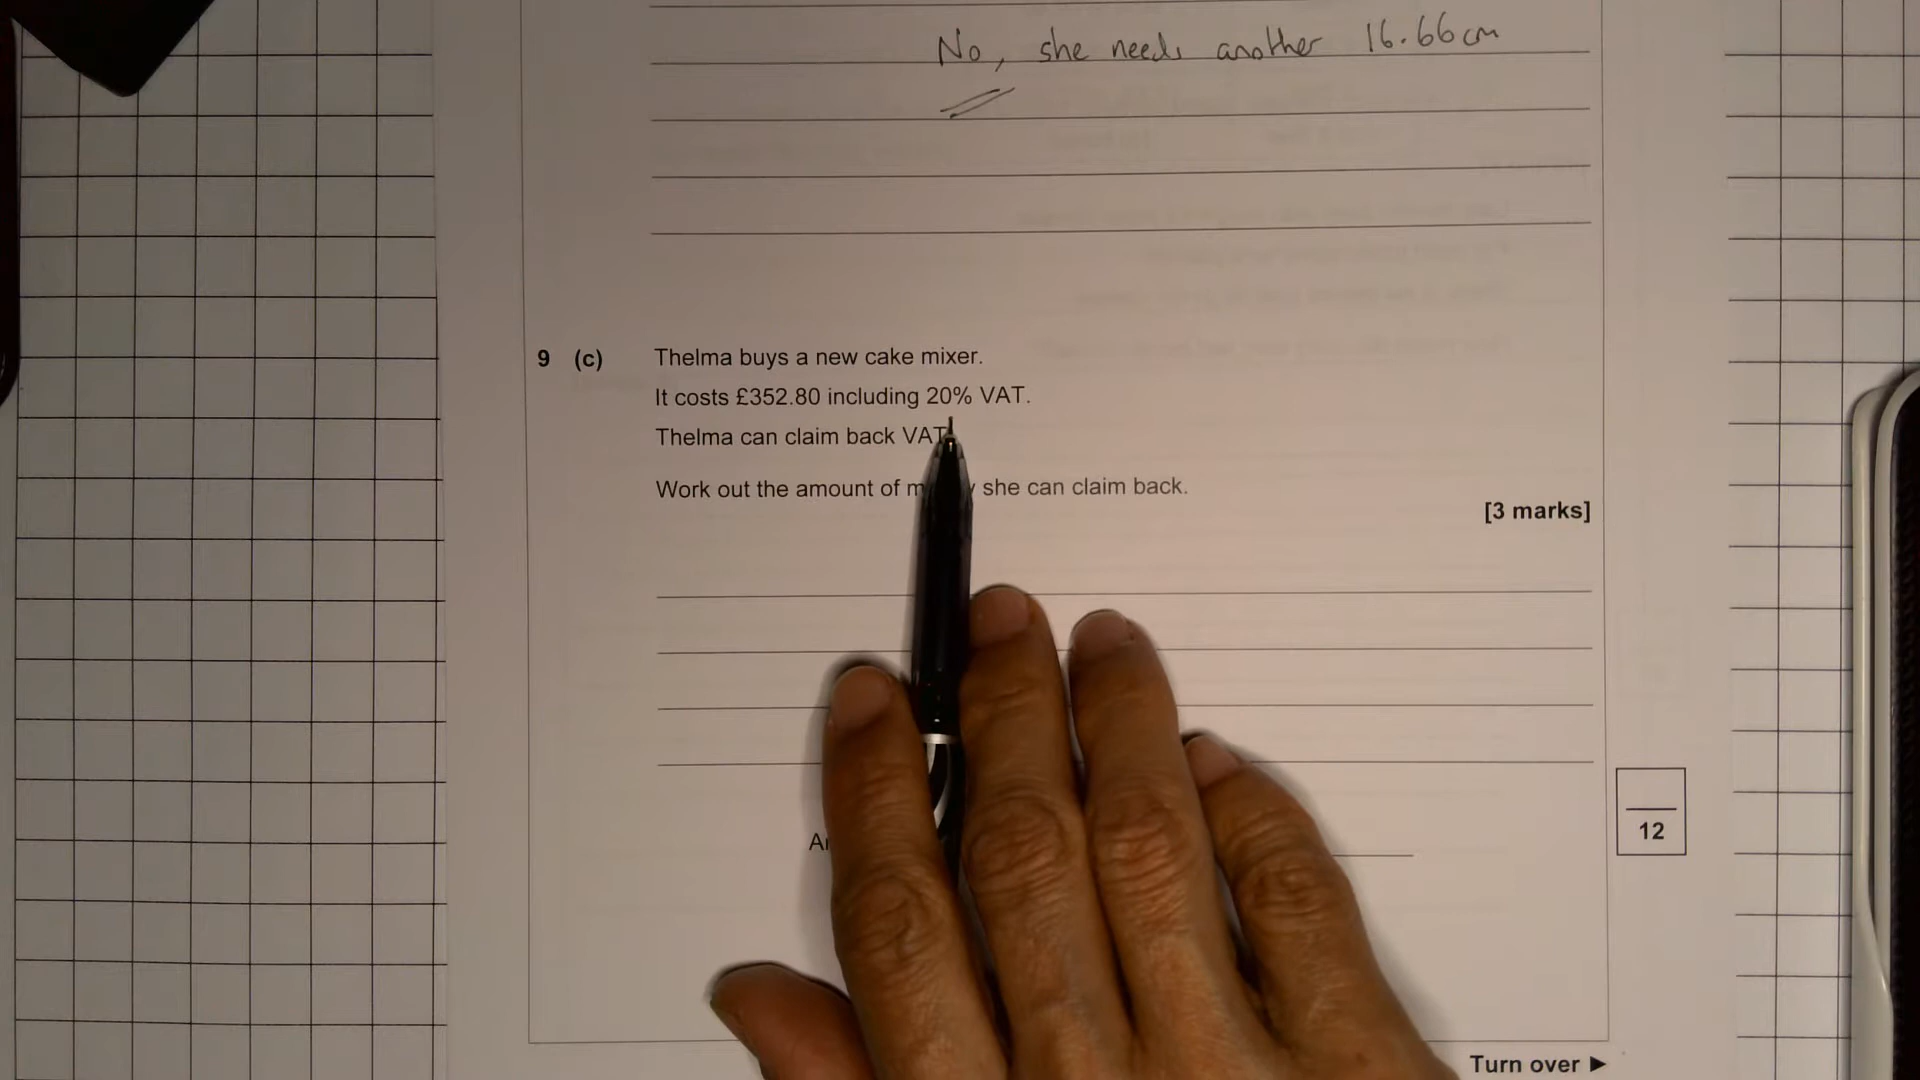 No, she needs another 16.66cm
9 (c) Thelma buys a new cake mixer.
It costs £352.80 including 20% VAT.
Thelma can claim back VAT
Work out the amount of she can claim back.
[3 marks]
12
Turn over ►